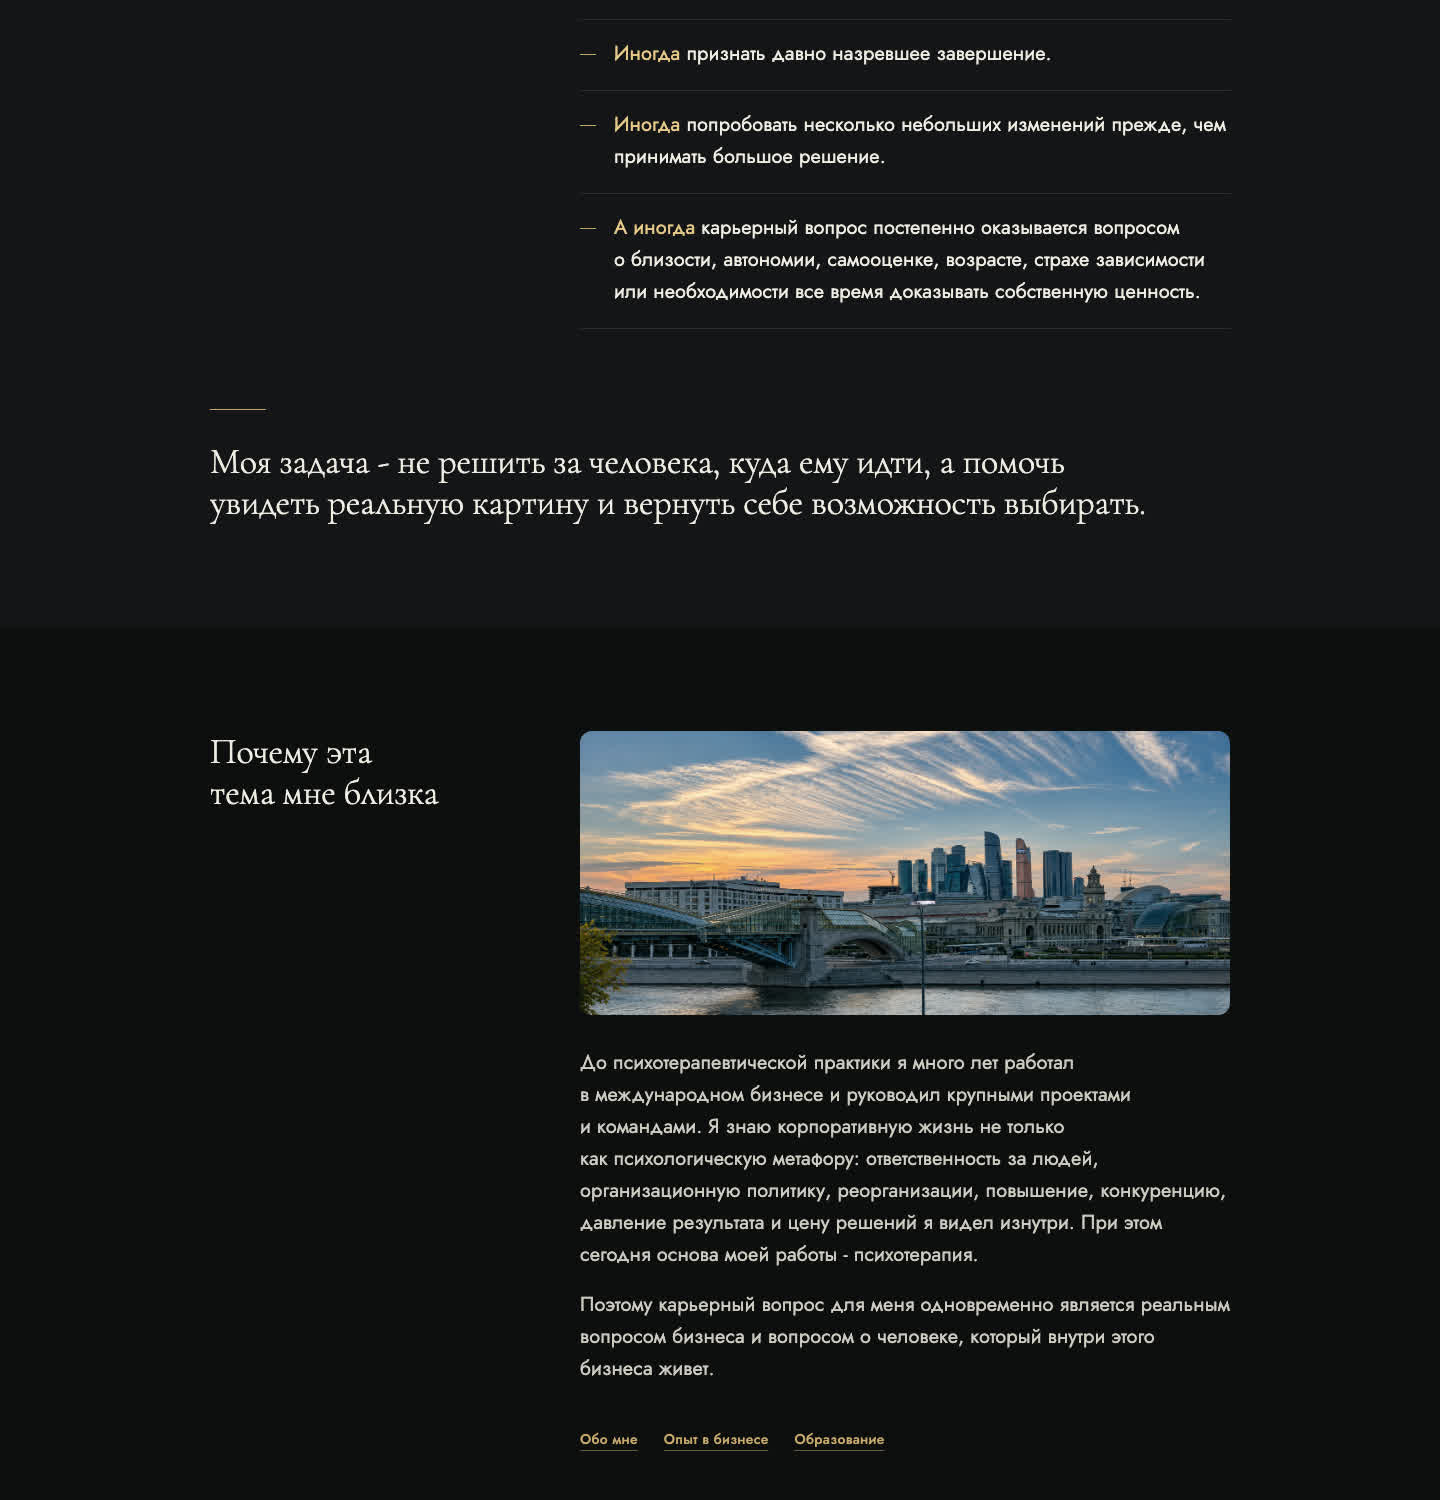 Иногда признать давно назревшее завершение.
Иногда попробовать несколько небольших изменений прежде, чем
принимать большое решение.
А иногда карьерный вопрос постепенно оказывается вопросом
о близости, автономии, самооценке, возрасте, страхе зависимости
или необходимости все время доказывать собственную ценность.
Моя задача - не решить за человека, куда ему идти, а помочь
увидеть реальную картину и вернуть себе возможность выбирать.
Почему эта
тема мне близка
До психотерапевтической практики я много лет работал
в международном бизнесе и руководил крупными проектами
и командами. Я знаю корпоративную жизнь не только
как психологическую метафору: ответственность за людей,
организационную политику, реорганизации, повышение, конкуренцию,
давление результата и цену решений я видел изнутри. При этом
сегодня основа моей работы - психотерапия.
Поэтому карьерный вопрос для меня одновременно является реальным
вопросом бизнеса и вопросом о человеке, который внутри этого
бизнеса живет.
Обо мне Опыт в бизнесе Образование